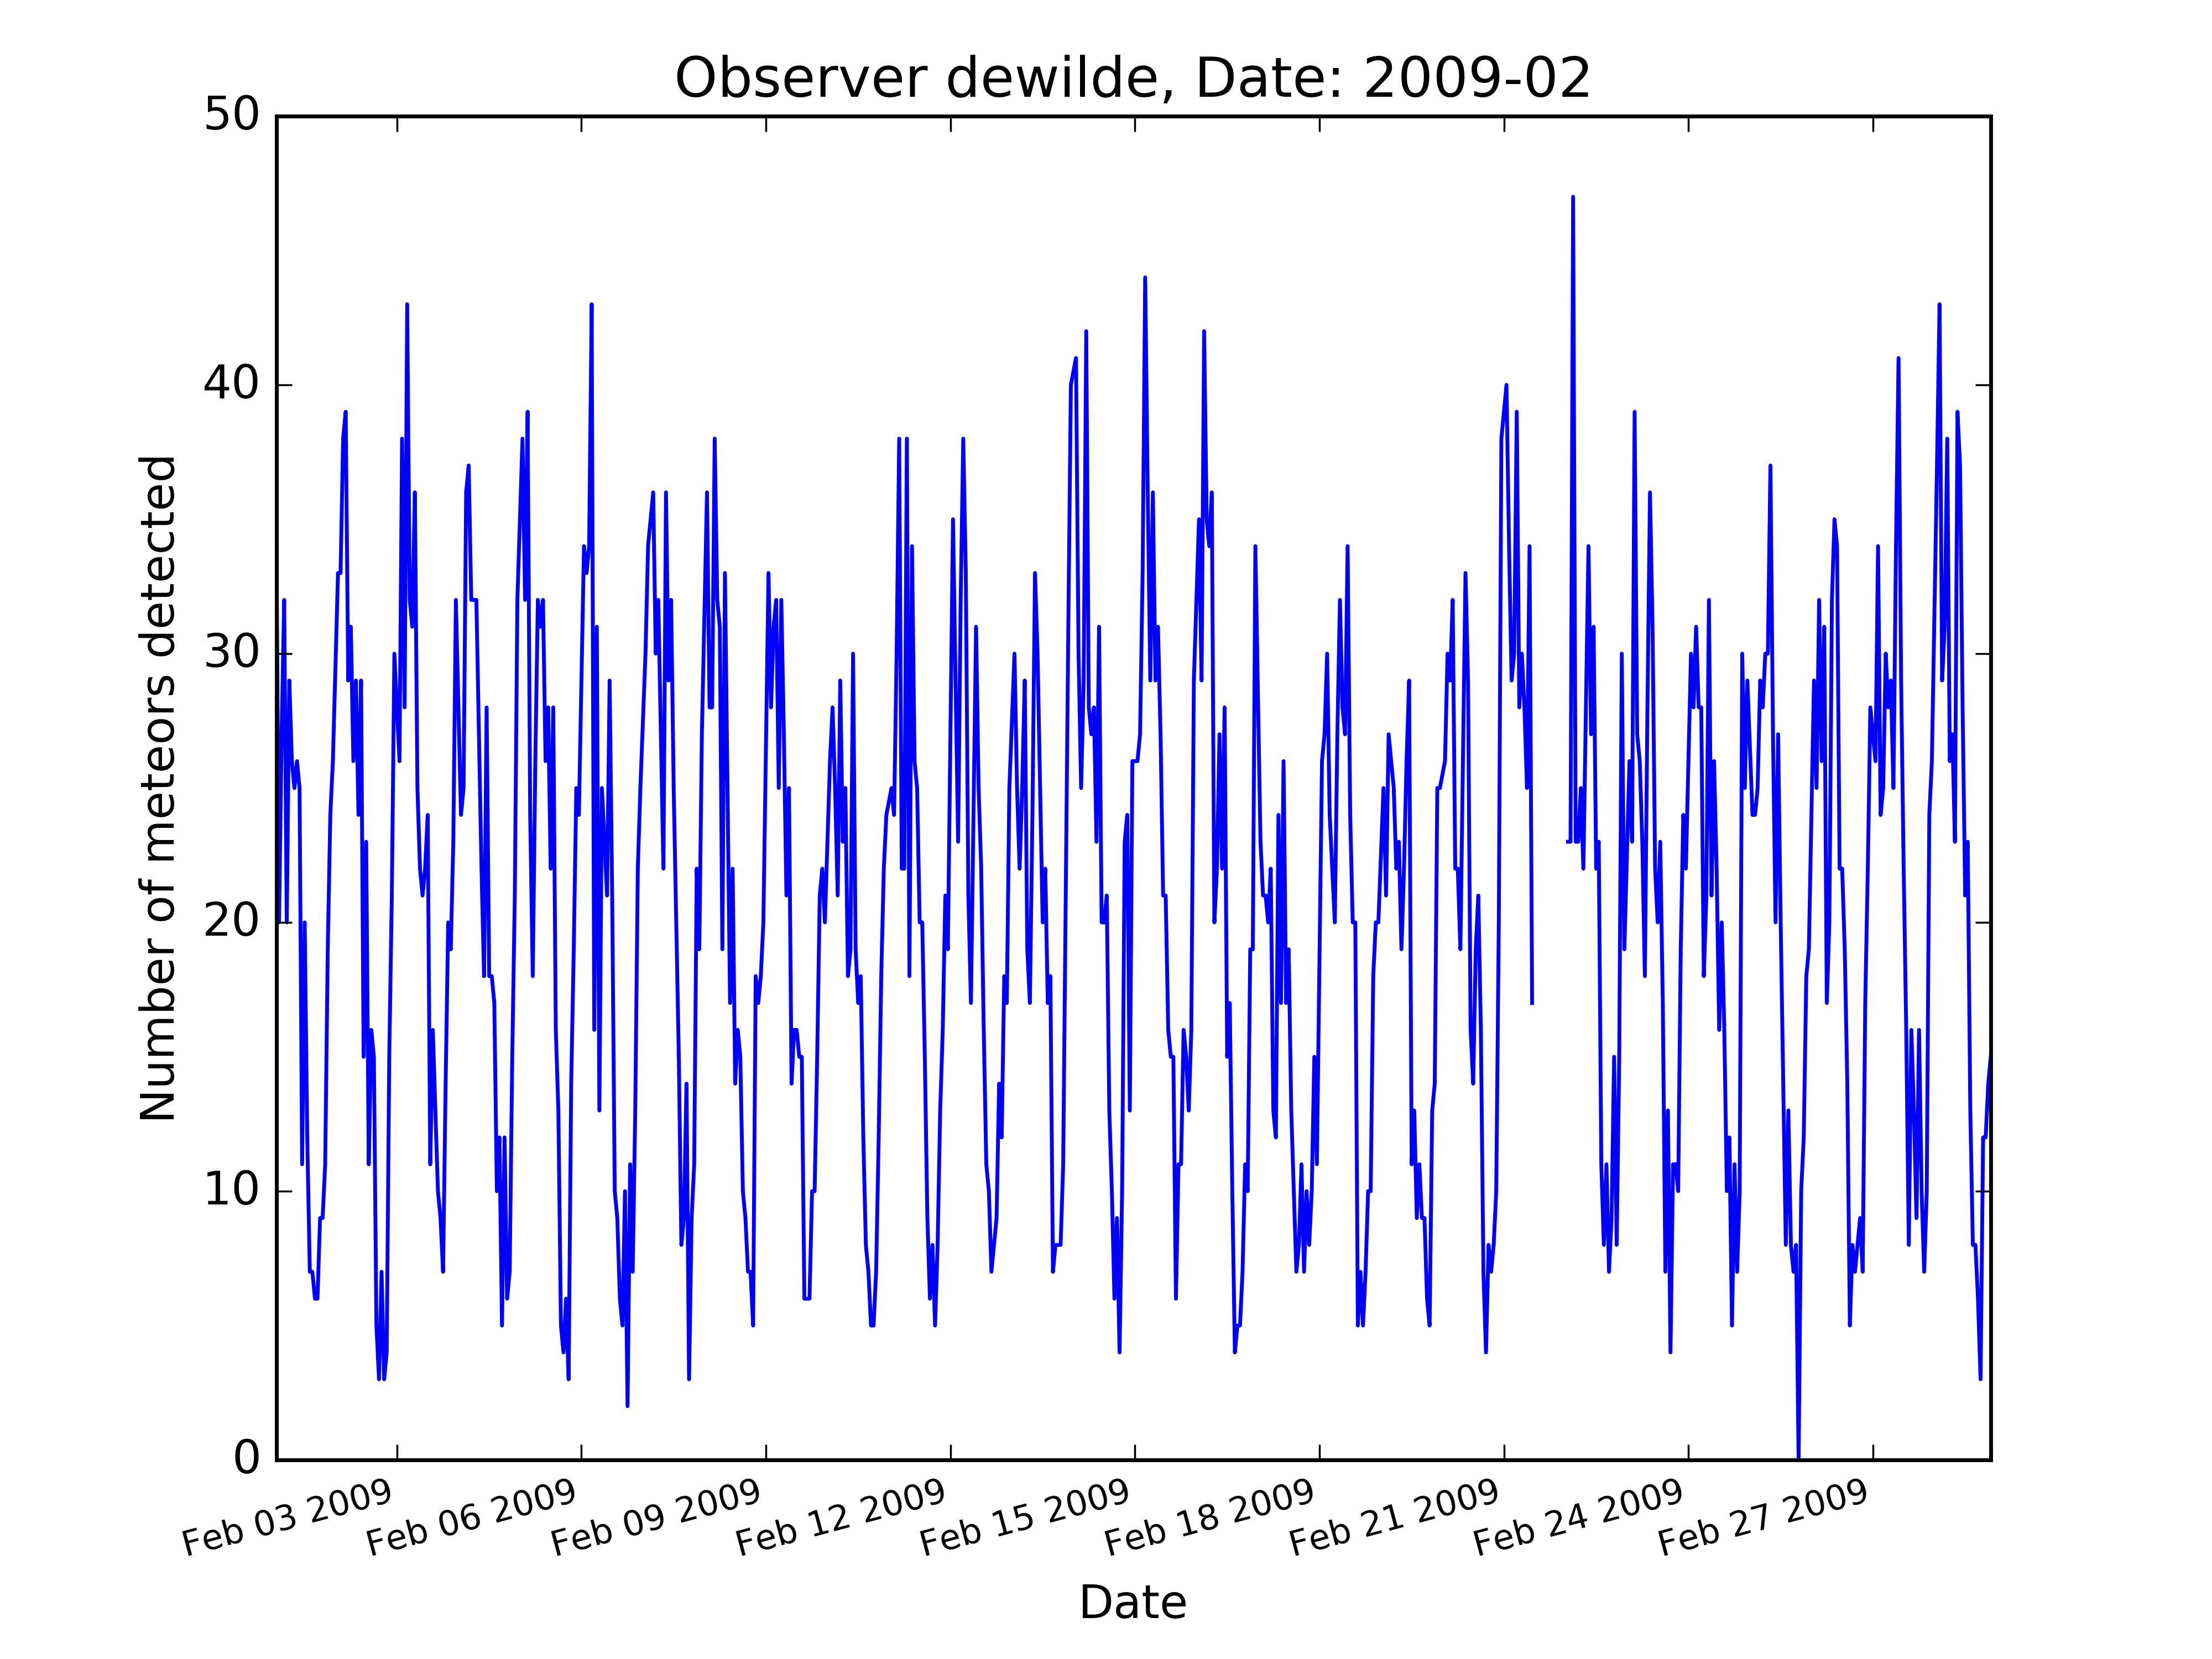 Observer dewilde, Date: 2009-02
Number of meteors detected
50
40
30
20
10
0
Feb 03 2009
Feb 06 2009
Feb 09 2009
Feb 12 2009
Feb 15 2009
Feb 18 2009
Feb 21 2009
Feb 24 2009
Feb 27 2009
Date